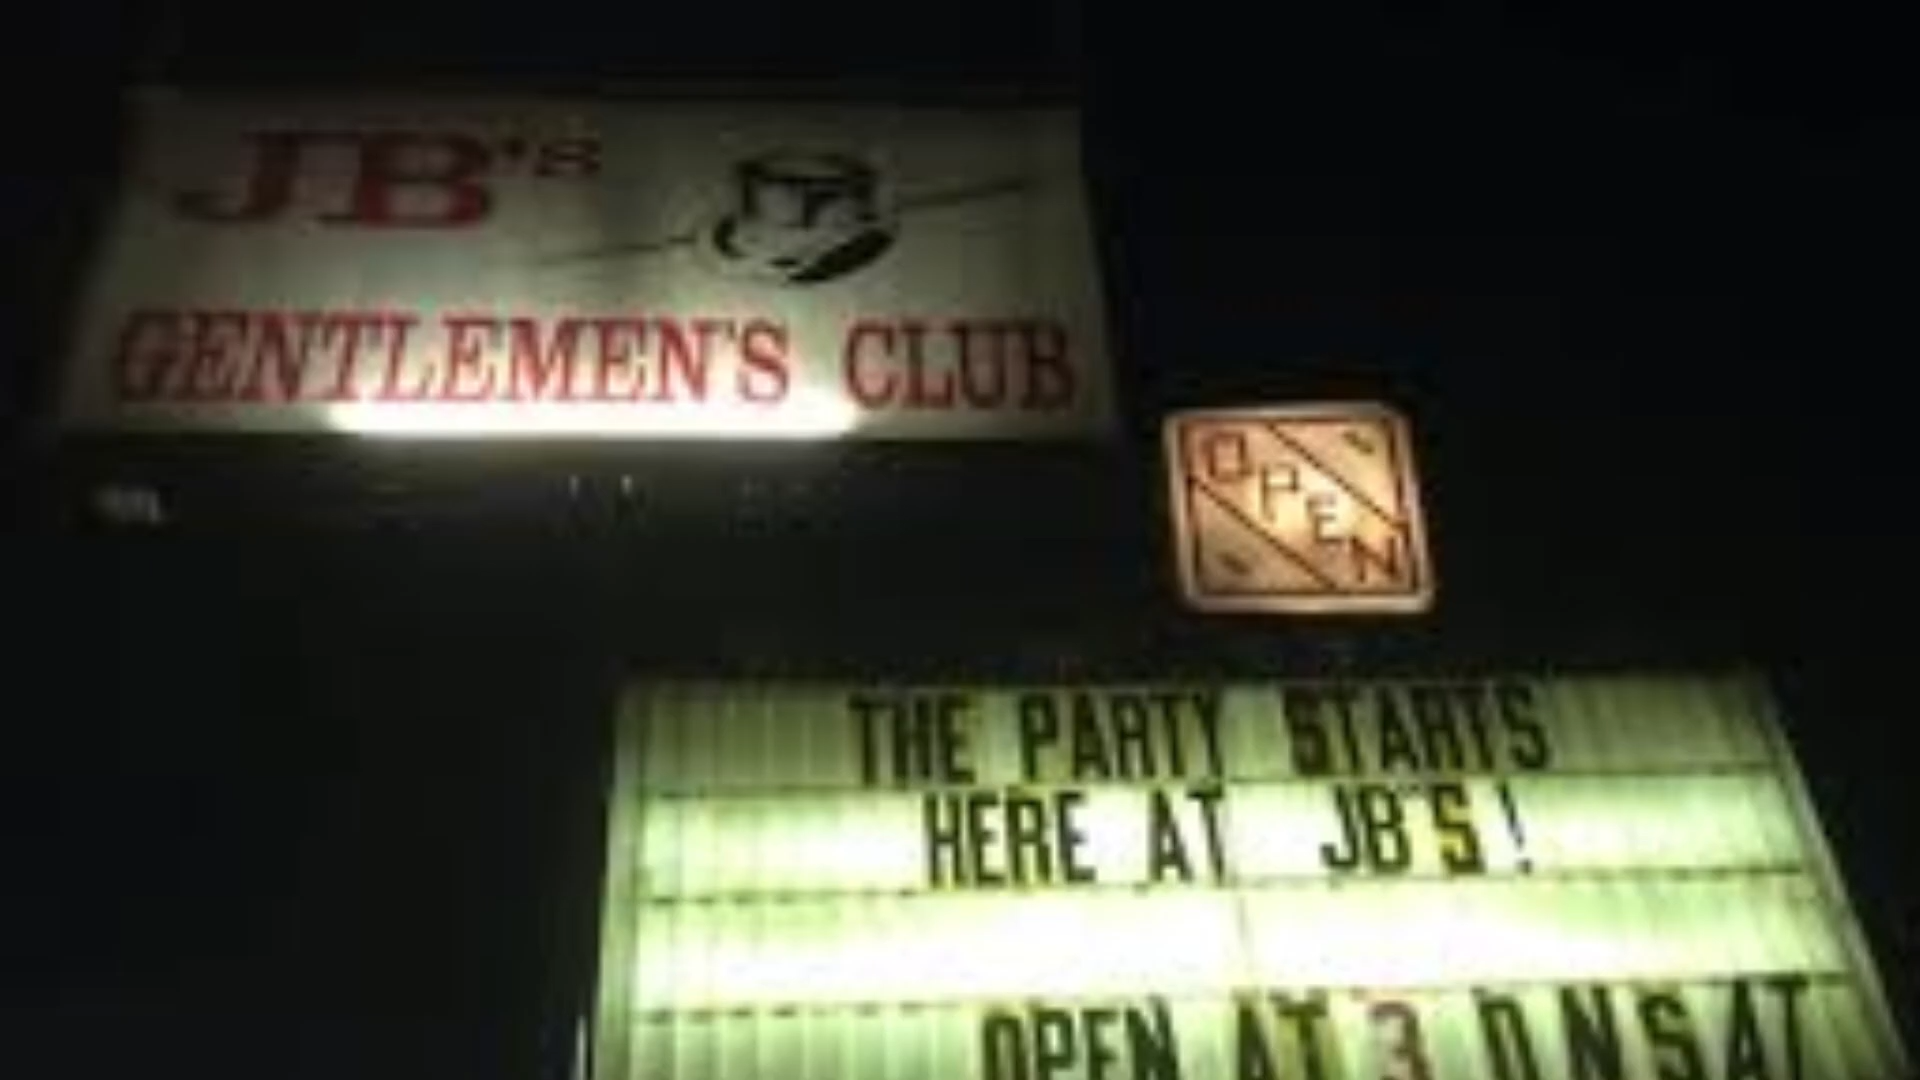 JB's
GENTLEMEN'S CLUB
OPEN
THE PARTY STARTS
HERE AT JB'S!
OPEN AT 3 ON SAT